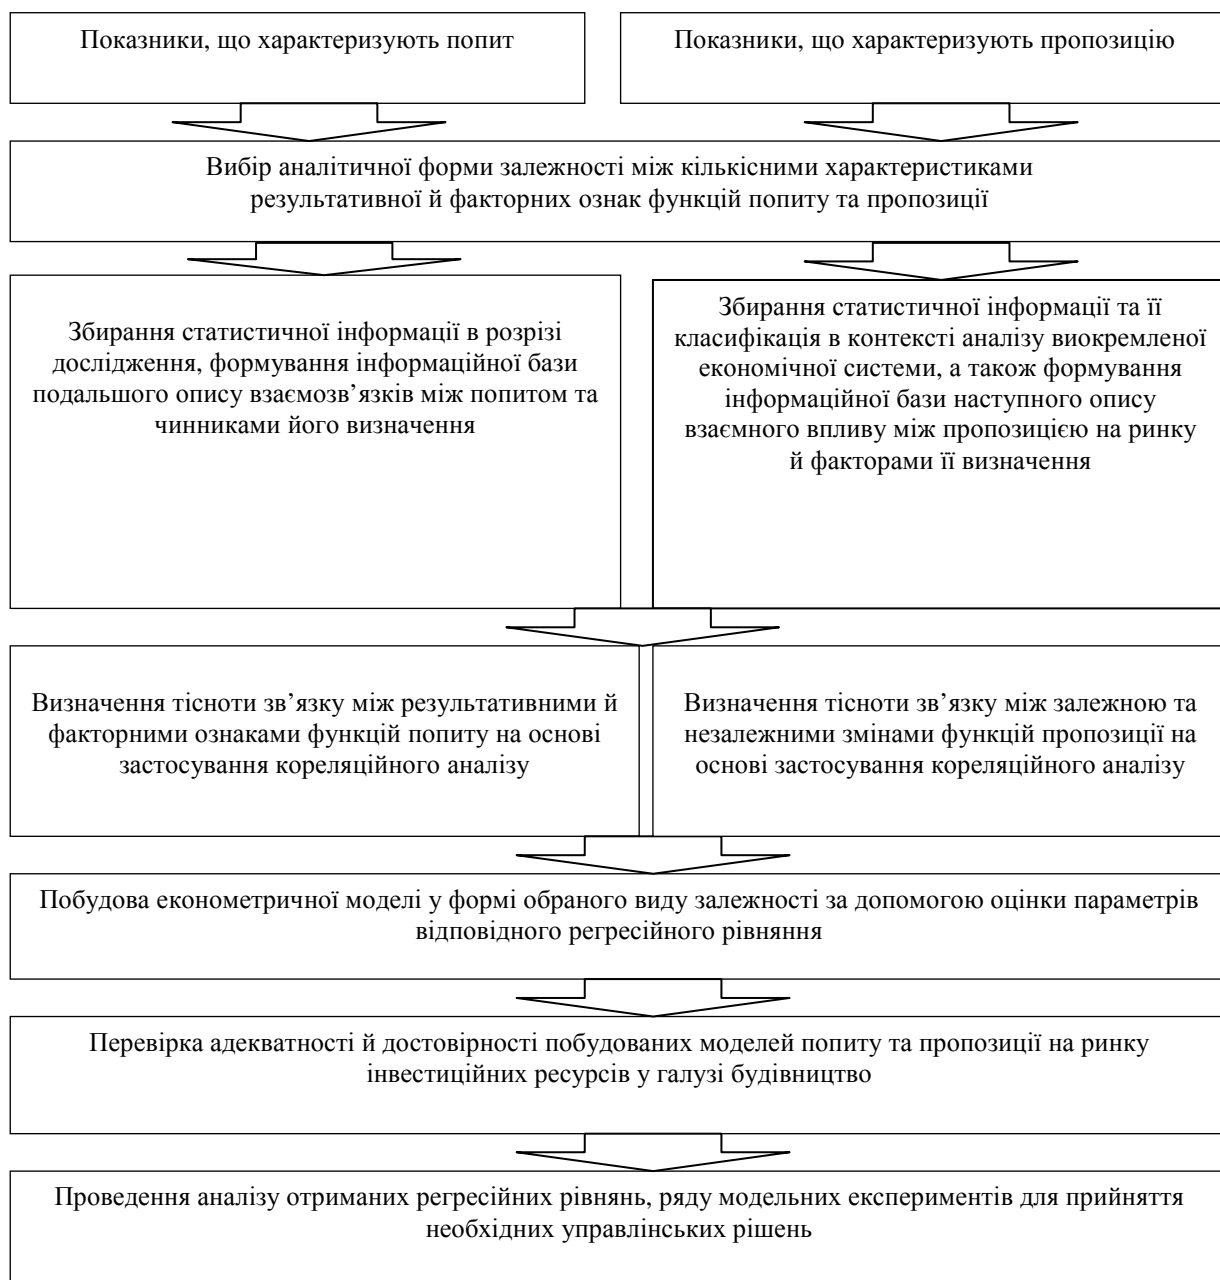 Показники, що характеризують попит
Показники, що характеризують пропозицію
Вибір аналітичної форми залежності між кількісними характеристиками
результативної й факторних ознак функцій попиту та пропозиції
Збирання статистичної інформації в розрізі
дослідження, формування інформаційної бази
подальшого опису взаємозв’язків між попитом та
чинниками його визначення
Збирання статистичної інформації та її
класифікація в контексті аналізу виокремленої
економічної системи, а також формування
інформаційної бази наступного опису
взаємного впливу між пропозицією на ринку
й факторами її визначення
Визначення тісноти зв’язку між результативними й
факторними ознаками функцій попиту на основі
застосування кореляційного аналізу
Визначення тісноти зв’язку між залежною та
незалежними змінами функцій пропозиції на
основі застосування кореляційного аналізу
Побудова економетричної моделі у формі обраного виду залежності за допомогою оцінки параметрів
відповідного регресійного рівняння
Перевірка адекватності й достовірності побудованих моделей попиту та пропозиції на ринку
інвестиційних ресурсів у галузі будівництво
Проведення аналізу отриманих регресійних рівнянь, ряду модельних експериментів для прийняття
необхідних управлінських рішень